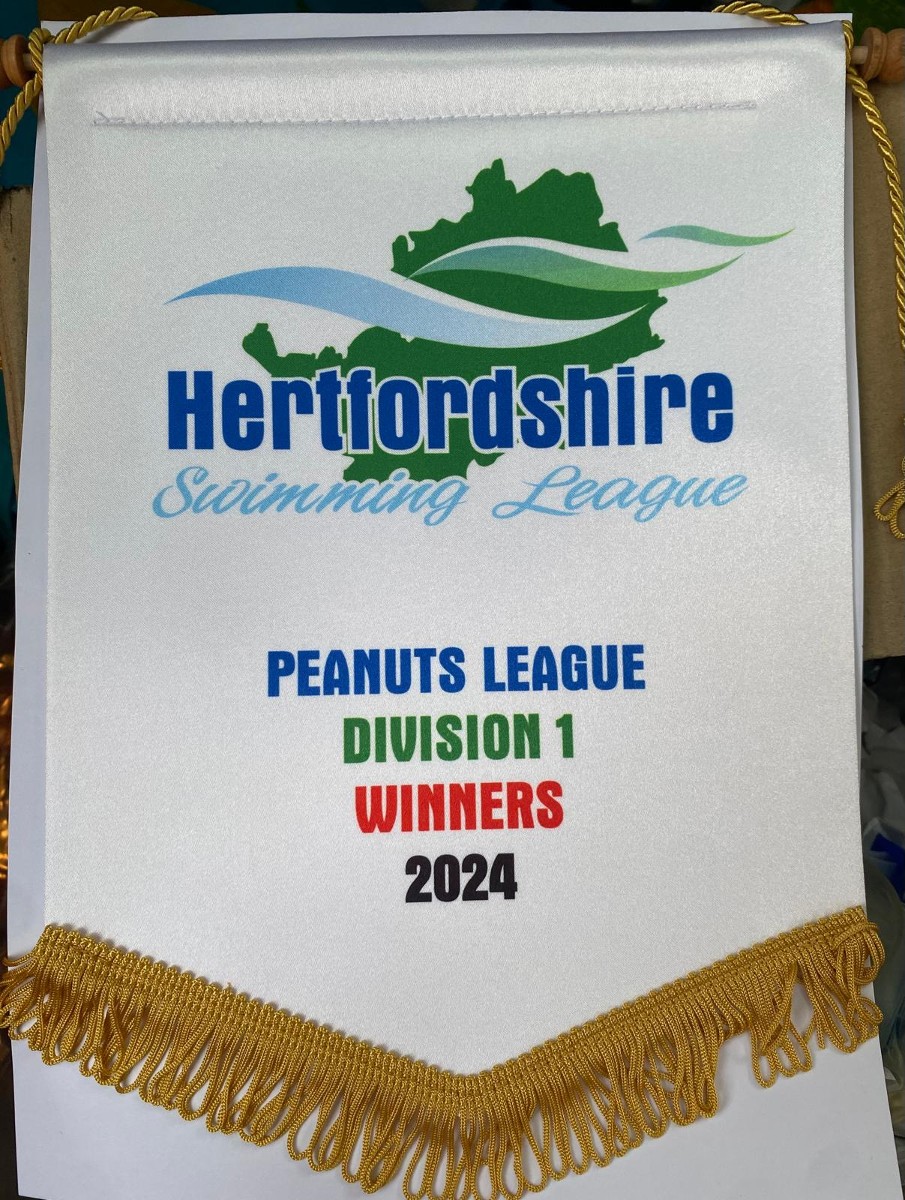 Hertfordshire
Swimming League
PEANUTS LEAGUE
DIVISION 1
WINNERS
2024